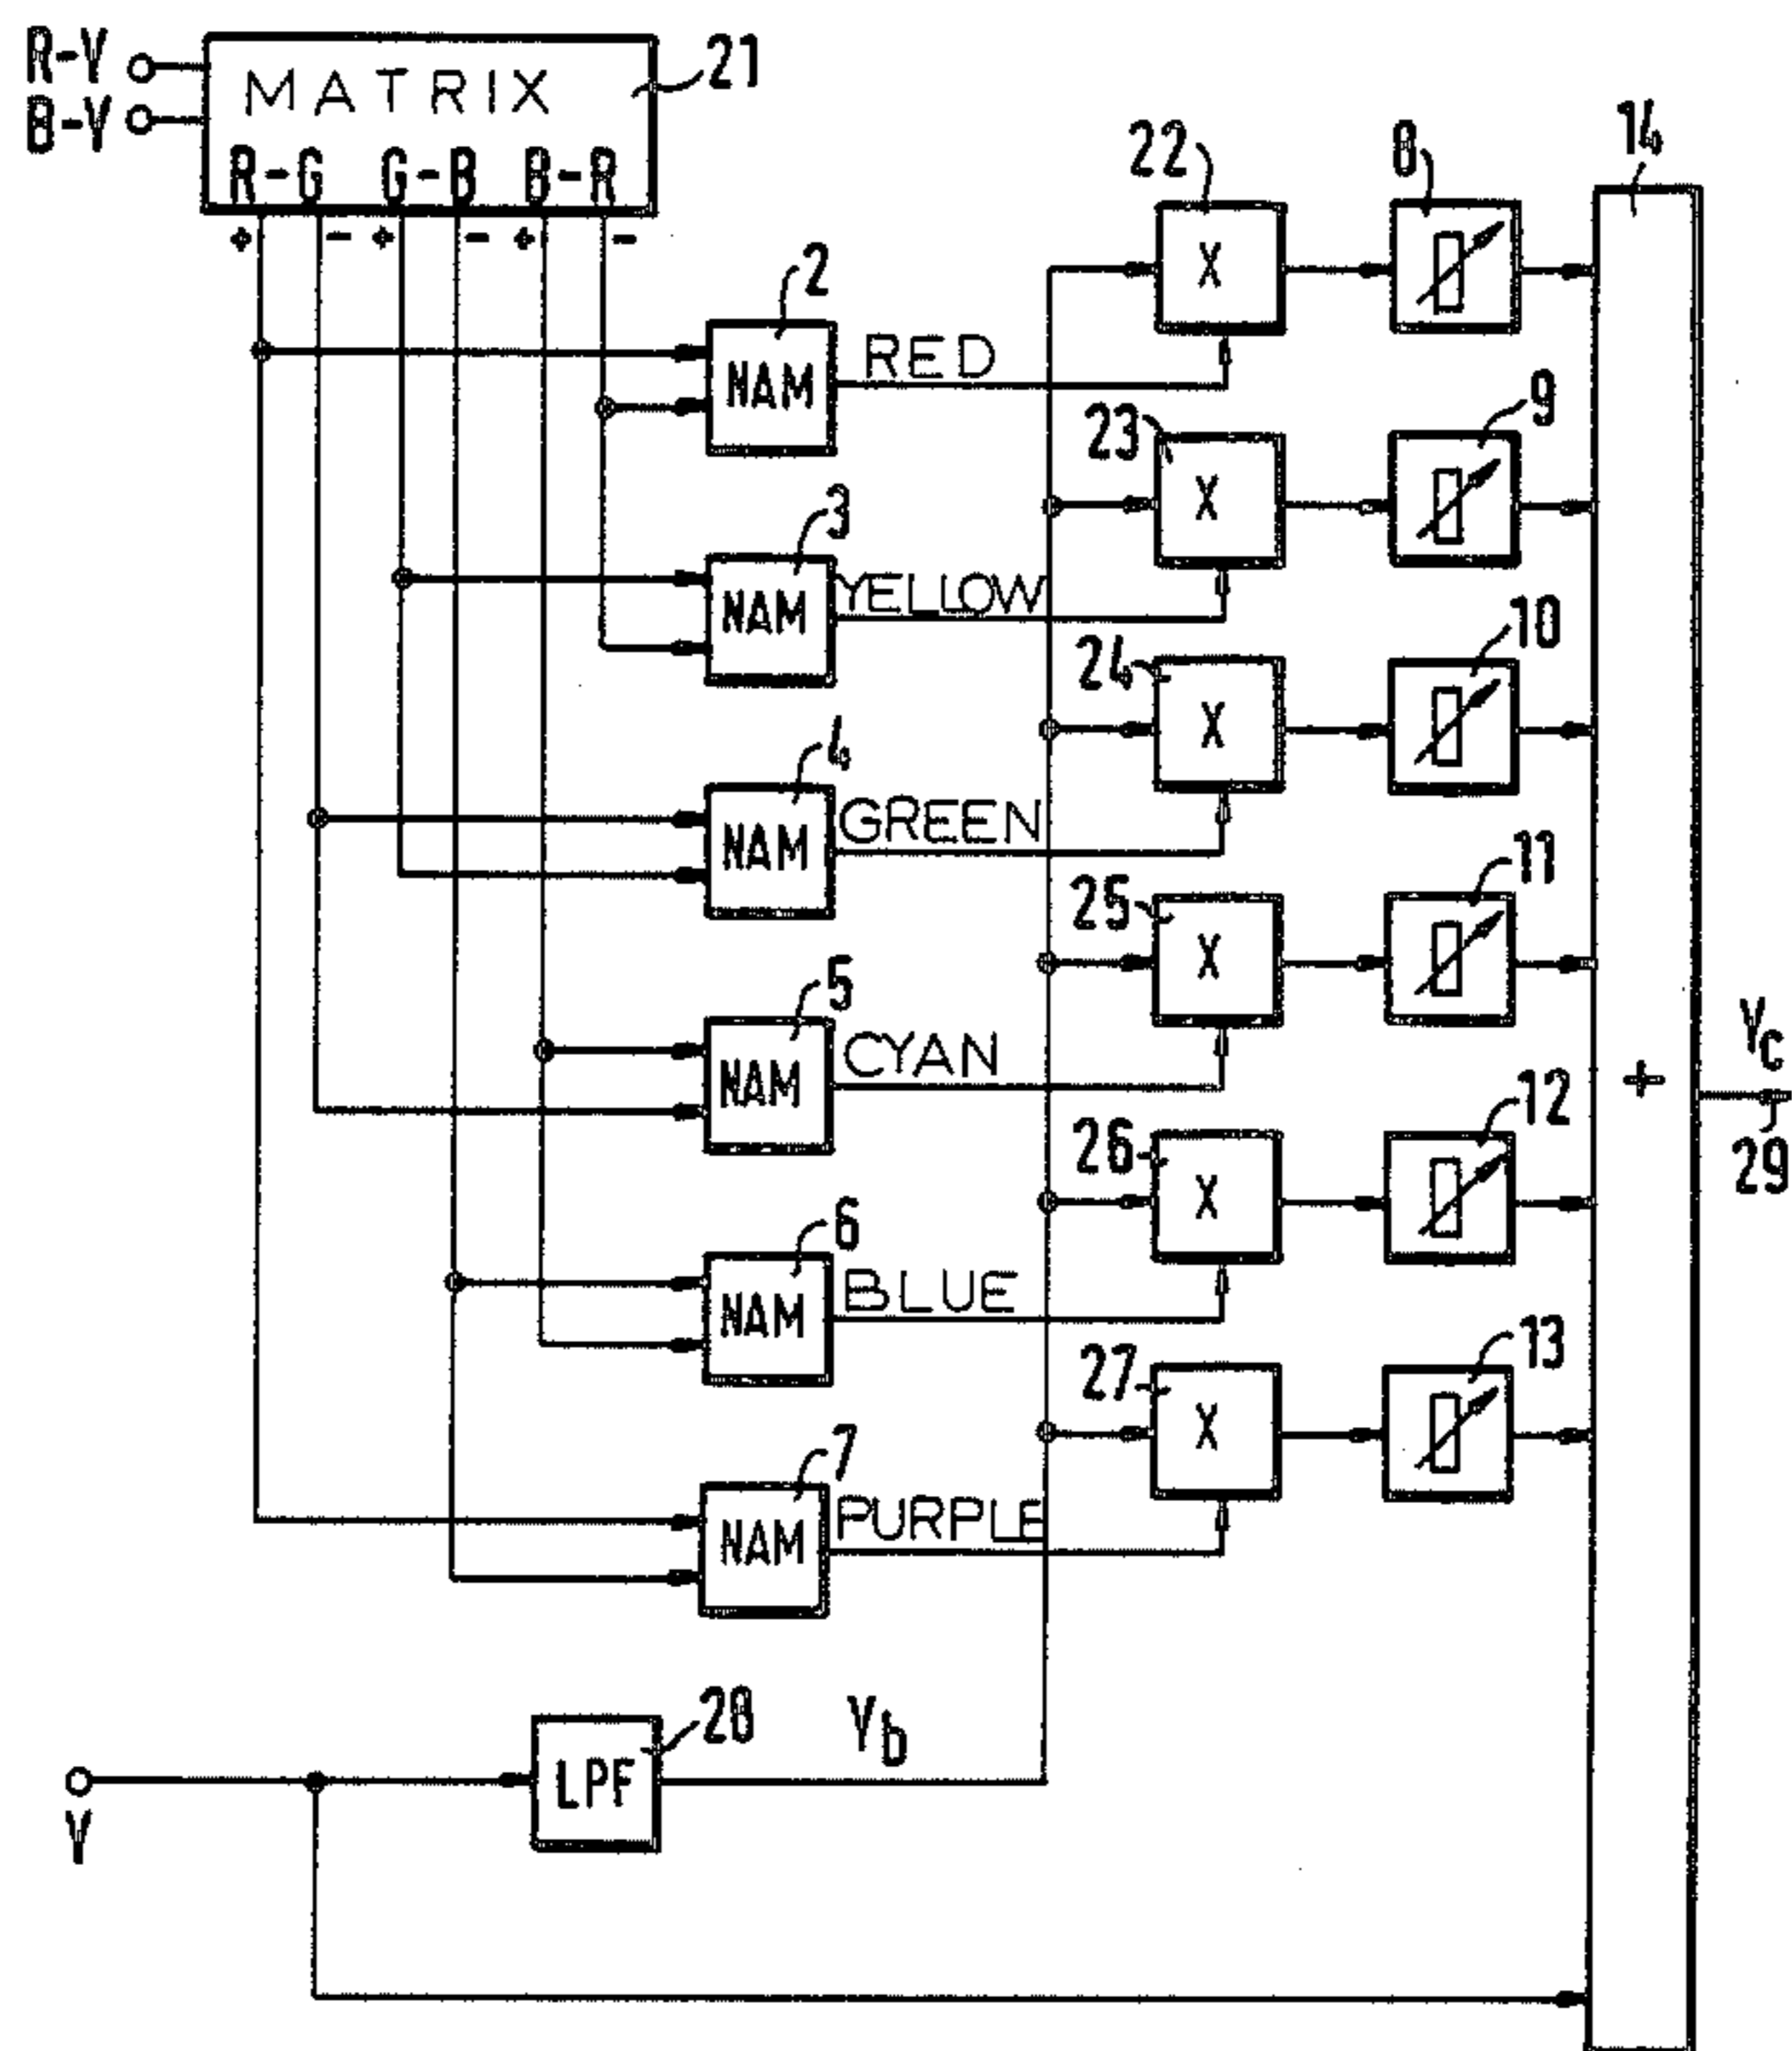 R-Y
B-Y
MATRIX
21
R-G G-B B-R
+ - + - + -
22
8
14
2
NAM
RED
X
23
9
3
NAM
YELLOW
X
24
10
4
NAM
GREEN
X
25
11
5
NAM
CYAN
X
26
12
6
NAM
BLUE
X
27
13
7
NAM
PURPLE
X
+
Yc
29
28
LPF
Yb
Y